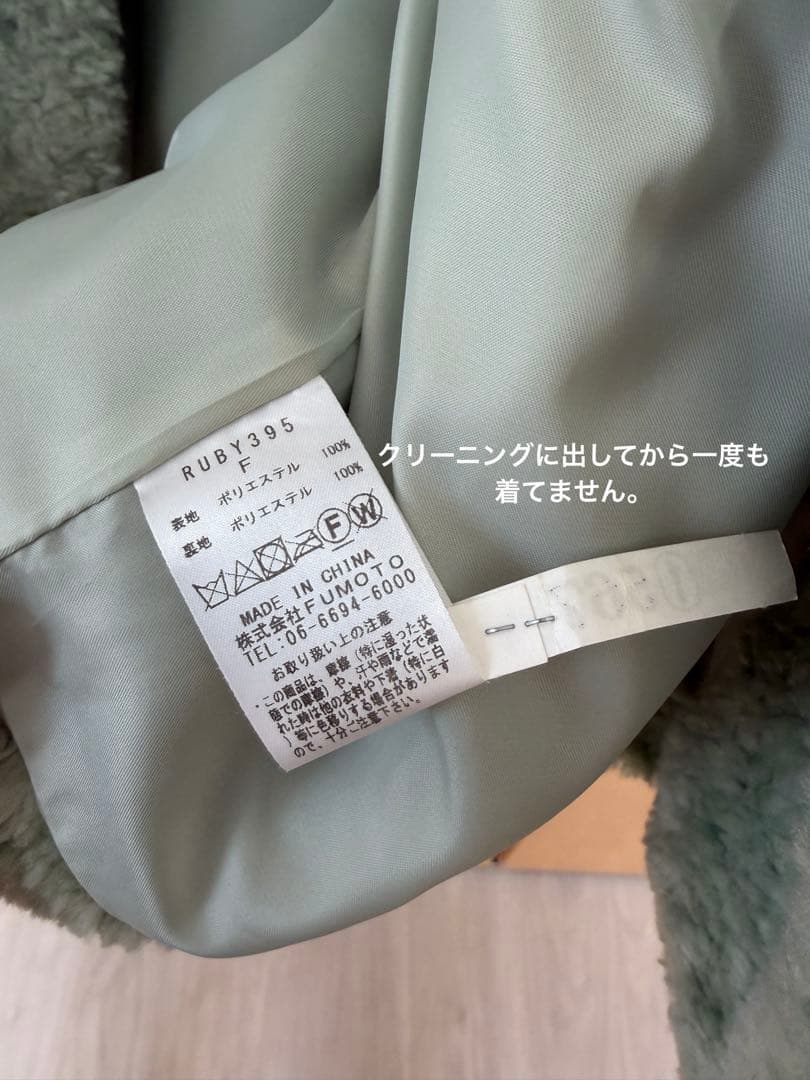 RUBY395
F
表地 ポリエステル 100%
裏地 ポリエステル 100%
F W
MADE IN CHINA
株式会社FUMOTO
TEL:06-6694-6000
お取り扱い上の注意
・この商品は、摩擦(特に湿った状
態での摩擦)や、汗や雨などで濡
れた時は他の衣料や下着(特に白
)等に色移りする場合があります
ので、十分ご注意下さい。
クリーニングに出してから一度も
着てません。